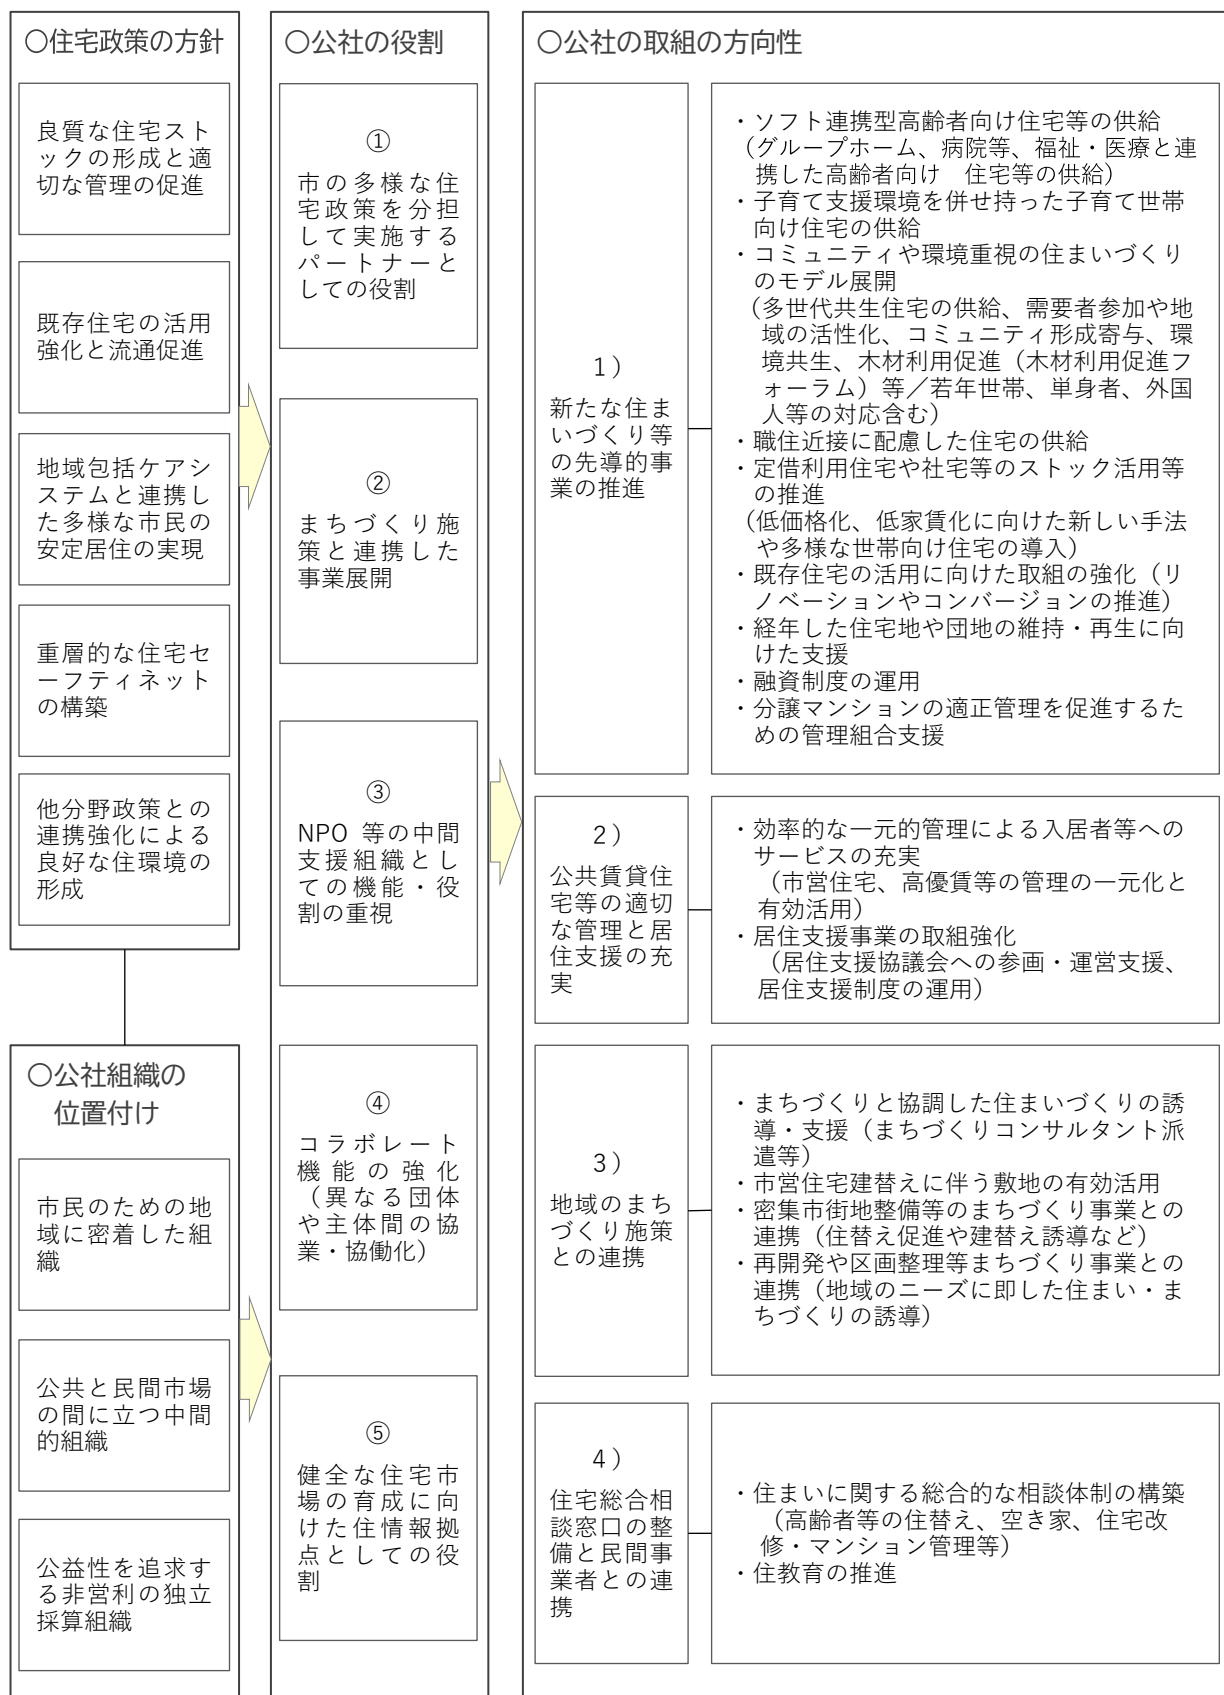 〇住宅政策の方針
良質な住宅スト
ックの形成と適
切な管理の促進
既存住宅の活用
強化と流通促進
地域包括ケアシ
ステムと連携し
た多様な市民の
安定居住の実現
重層的な住宅セ
ーフティネット
の構築
他分野政策との
連携強化による
良好な住環境の
形成
〇公社組織の
位置付け
市民のための地
域に密着した組
織
公共と民間市場
の間に立つ中間
的組織
公益性を追求す
る非営利の独立
採算組織
〇公社の役割
①
市の多様な住
宅政策を分担
して実施する
パートナーと
しての役割
②
まちづくり施
策と連携した
事業展開
③
NPO 等の中間
支援組織とし
ての機能・役
割の重視
④
コラボレート
機能の強化
（異なる団体
や主体間の協
業・協働化）
⑤
健全な住宅市
場の育成に向
けた住情報拠
点としての役
割
〇公社の取組の方向性
1）
新たな住ま
いづくり等
の先導的事
業の推進
・ソフト連携型高齢者向け住宅等の供給
（グループホーム、病院等、福祉・医療と連
携した高齢者向け　住宅等の供給）
・子育て支援環境を併せ持った子育て世帯
向け住宅の供給
・コミュニティや環境重視の住まいづくり
のモデル展開
（多世代共生住宅の供給、需要者参加や地
域の活性化、コミュニティ形成寄与、環
境共生、木材利用促進（木材利用促進フ
ォーラム）等／若年世帯、単身者、外国
人等の対応含む）
・職住近接に配慮した住宅の供給
・定借利用住宅や社宅等のストック活用等
の推進
（低価格化、低家賃化に向けた新しい手法
や多様な世帯向け住宅の導入）
・既存住宅の活用に向けた取組の強化（リ
ノベーションやコンバージョンの推進）
・経年した住宅地や団地の維持・再生に向
けた支援
・融資制度の運用
・分譲マンションの適正管理を促進するた
めの管理組合支援
2）
公共賃貸住
宅等の適切
な管理と居
住支援の充
実
・効率的な一元的管理による入居者等への
サービスの充実
（市営住宅、高優賃等の管理の一元化と
有効活用）
・居住支援事業の取組強化
（居住支援協議会への参画・運営支援、
居住支援制度の運用）
3）
地域のまち
づくり施策
との連携
・まちづくりと協調した住まいづくりの誘
導・支援（まちづくりコンサルタント派
遣等）
・市営住宅建替えに伴う敷地の有効活用
・密集市街地整備等のまちづくり事業との
連携（住替え促進や建替え誘導など）
・再開発や区画整理等まちづくり事業との
連携（地域のニーズに即した住まい・ま
ちづくりの誘導）
4）
住宅総合相
談窓口の整
備と民間事
業者との連
携
・住まいに関する総合的な相談体制の構築
（高齢者等の住替え、空き家、住宅改
修・マンション管理等）
・住教育の推進